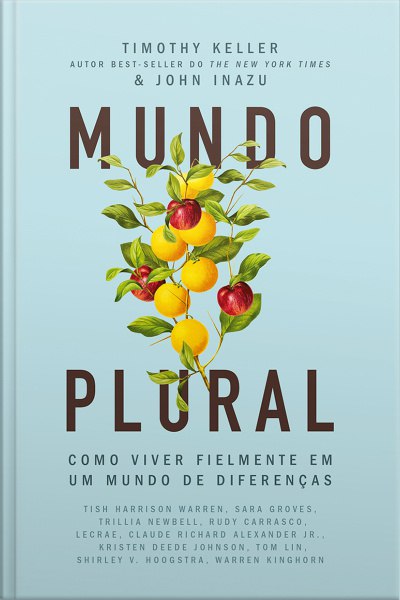 TIMOTHY KELLER
AUTOR BEST-SELLER DO THE NEW YORK TIMES
& JOHN INAZU
MUNDO
PLURAL
COMO VIVER FIELMENTE EM
UM MUNDO DE DIFERENÇAS
TISH HARRISON WARREN, SARA GROVES,
TRILLIA NEWBELL, RUDY CARRASCO,
LECRAE, CLAUDE RICHARD ALEXANDER JR.,
KRISTEN DEEDE JOHNSON, TOM LIN,
SHIRLEY V. HOOGSTRA, WARREN KINGHORN